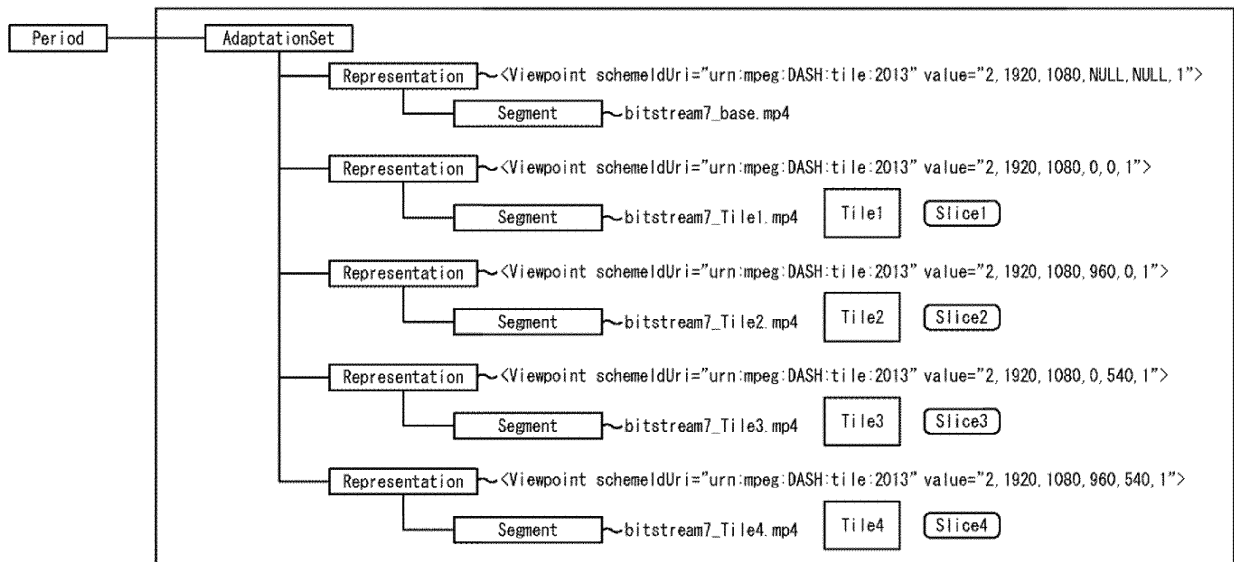 Period
AdaptationSet
Representation <Viewpoint schemeIdUri="urn:mpeg:DASH:tile:2013" value="2, 1920, 1080, NULL, NULL, 1">
Segment bitstream7_base.mp4
Representation <Viewpoint schemeIdUri="urn:mpeg:DASH:tile:2013" value="2, 1920, 1080, 0, 0, 1">
Segment bitstream7_Tile1.mp4 Tile1 Slice1
Representation <Viewpoint schemeIdUri="urn:mpeg:DASH:tile:2013" value="2, 1920, 1080, 960, 0, 1">
Segment bitstream7_Tile2.mp4 Tile2 Slice2
Representation <Viewpoint schemeIdUri="urn:mpeg:DASH:tile:2013" value="2, 1920, 1080, 0, 540, 1">
Segment bitstream7_Tile3.mp4 Tile3 Slice3
Representation <Viewpoint schemeIdUri="urn:mpeg:DASH:tile:2013" value="2, 1920, 1080, 960, 540, 1">
Segment bitstream7_Tile4.mp4 Tile4 Slice4